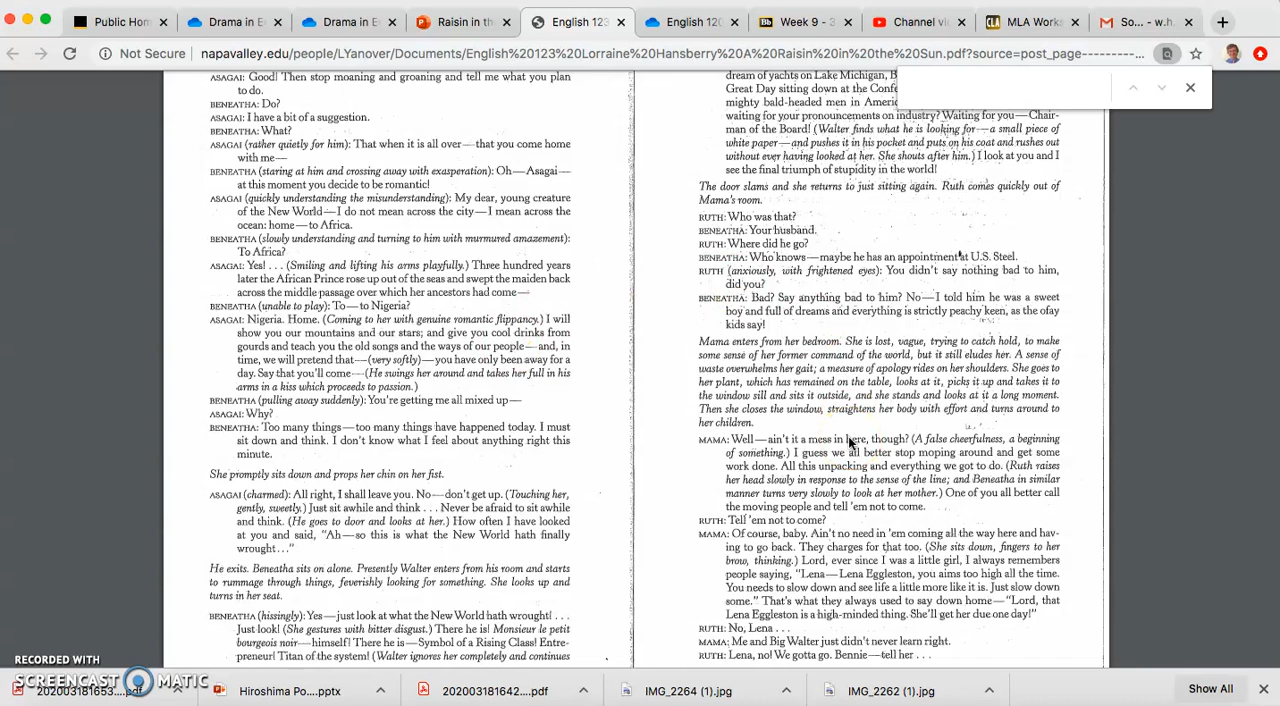 Public Hom
Drama in E
Drama in E
Raisin in th
English 123
English 120
Week 9 - 3
Channel vi
MLA Works
So... - w.h.
Not Secure
napavalley.edu/people/LYanover/Documents/English%20123%20Lorraine%20Hansberry%20A%20Raisin%20in%20the%20Sun.pdf?source=post_page---------...
ASAGAI: Good! Then stop moaning and groaning and tell me what you plan
to do.
BENEATHA: Do?
ASAGAI: I have a bit of a suggestion.
BENEATHA: What?
ASAGAI (rather quietly for him): That when it is all over—that you come home
with me—
BENEATHA (staring at him and crossing away with exasperation): Oh—Asagai—
at this moment you decide to be romantic!
ASAGAI (quickly understanding the misunderstanding): My dear, young creature
of the New World—I do not mean across the city—I mean across the
ocean: home—to Africa.
BENEATHA (slowly understanding and turning to him with murmured amazement):
To Africa?
ASAGAI: Yes! . . . (Smiling and lifting his arms playfully.) Three hundred years
later the African Prince rose up out of the seas and swept the maiden back
across the middle passage over which her ancestors had come—
BENEATHA (unable to play): To—to Nigeria?
ASAGAI: Nigeria. Home. (Coming to her with genuine romantic flippancy.) I will
show you our mountains and our stars; and give you cool drinks from
gourds and teach you the old songs and the ways of our people—and, in
time, we will pretend that—(very softly)—you have only been away for a
day. Say that you'll come—(He swings her around and takes her full in his
arms in a kiss which proceeds to passion.)
BENEATHA (pulling away suddenly): You're getting me all mixed up—
ASAGAI: Why?
BENEATHA: Too many things—too many things have happened today. I must
sit down and think. I don't know what I feel about anything right this
minute.
She promptly sits down and props her chin on her fist.
ASAGAI (charmed): All right, I shall leave you. No—don't get up. (Touching her,
gently, sweetly.) Just sit awhile and think . . . Never be afraid to sit awhile
and think. (He goes to door and looks at her.) How often I have looked
at you and said, "Ah—so this is what the New World hath finally
wrought..."
He exits. Beneatha sits on alone. Presently Walter enters from his room and starts
to rummage through things, feverishly looking for something. She looks up and
turns in her seat.
BENEATHA (hissingly): Yes—just look at what the New World hath wrought! . . .
Just look! (She gestures with bitter disgust.) There he is! Monsieur le petit
bourgeois noir—himself! There he is—Symbol of a Rising Class! Entre-
preneur! Titan of the system! (Walter ignores her completely and continues
dream of yachts on Lake Michigan, B
Great Day sitting down at the Confe
mighty bald-headed men in Americ
waiting for your pronouncements on industry? Waiting for you—Chair-
man of the Board! (Walter finds what he is looking for—a small piece of
white paper—and pushes it in his pocket and puts on his coat and rushes
out without ever having looked at her. She shouts after him.) I look at you and I
see the final triumph of stupidity in the world!
The door slams and she returns to just sitting again. Ruth comes quickly out of
Mama's room.
RUTH: Who was that?
BENEATHA: Your husband.
RUTH: Where did he go?
BENEATHA: Who knows—maybe he has an appointment at U.S. Steel.
RUTH (anxiously, with frightened eyes): You didn't say nothing bad to him,
did you?
BENEATHA: Bad? Say anything bad to him? No—I told him he was a sweet
boy and full of dreams and everything is strictly peachy keen, as the ofay
kids say!
Mama enters from her bedroom. She is lost, vague, trying to catch hold, to make
some sense of her former command of the world, but it still eludes her. A sense of
waste overwhelms her gait; a measure of apology rides on her shoulders. She goes to
her plant, which has remained on the table, looks at it, picks it up and takes it to
the window sill and sits it outside, and she stands and looks at it a long moment.
Then she closes the window, straightens her body with effort and turns around to
her children.
MAMA: Well—ain't it a mess in here, though? (A false cheerfulness, a beginning
of something.) I guess we all better stop moping around and get some
work done. All this unpacking and everything we got to do. (Ruth raises
her head slowly in response to the sense of the line; and Beneatha in similar
manner turns very slowly to look at her mother.) One of you all better call
the moving people and tell 'em not to come.
RUTH: Tell 'em not to come?
MAMA: Of course, baby. Ain't no need in 'em coming all the way here and hav-
ing to go back. They charges for that too. (She sits down, fingers to her
brow, thinking.) Lord, ever since I was a little girl, I always remembers
people saying, "Lena—Lena Eggleston, you aims too high all the time.
You needs to slow down and see life a little more like it is. Just slow down
some." That's what they always used to say down home—"Lord, that
Lena Eggleston is a high-minded thing. She'll get her due one day!"
RUTH: No, Lena . . .
MAMA: Me and Big Walter just didn't never learn right.
RUTH: Lena, no! We gotta go. Bennie—tell her . . .
RECORDED WITH
SCREENCAST MATIC
202003181653....pdf
Hiroshima Po....pptx
202003181642....pdf
IMG_2264 (1).jpg
IMG_2262 (1).jpg
Show All